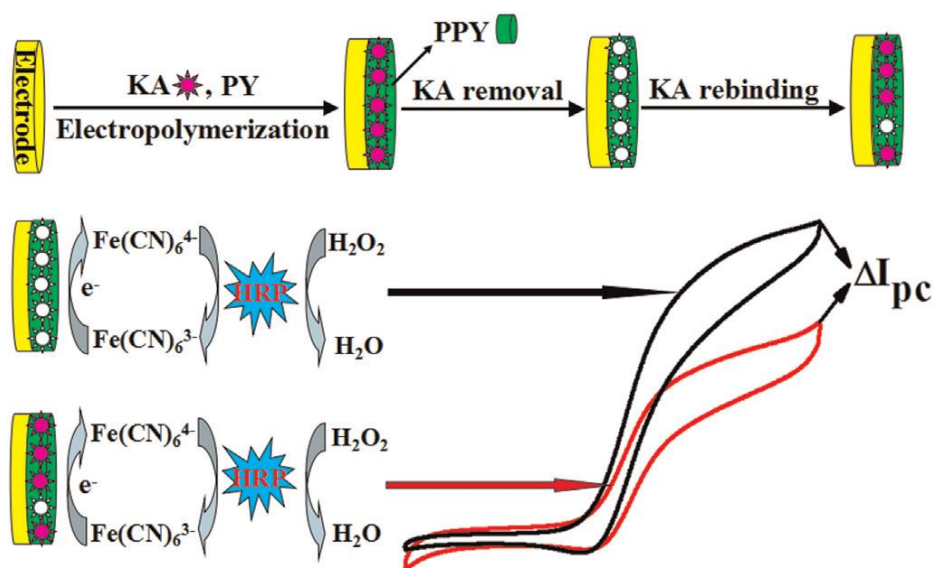 Electrode
KA , PY
Electropolymerization
PPY
KA removal
KA rebinding
Fe(CN)₆⁴⁻
e⁻
Fe(CN)₆³⁻
HRP
H₂O₂
H₂O
ΔI_pc
Fe(CN)₆⁴⁻
e⁻
Fe(CN)₆³⁻
HRP
H₂O₂
H₂O